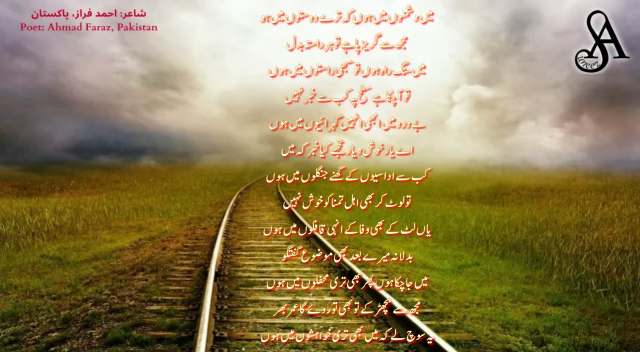 شاعر: احمد فراز، پاکستان
Poet: Ahmad Faraz, Pakistan
SA
میں دشمنوں میں ہوں کہ ترے دوستوں میں ہوں
مجھ سے گریز پا ہے تو ہر راستہ بدل
میں سنگ راہ ہوں تو سبھی راستوں میں ہوں
تو آ چکا ہے سطح پہ کب سے خبر نہیں
بے درد میں ابھی انہیں گہرائیوں میں ہوں
اے یار خوش دیار تجھے کیا خبر کہ میں
کب سے اداسیوں کے گھنے جنگلوں میں ہوں
تو لوٹ کر بھی اہل تمنا کو خوش نہیں
یاں لٹ کے بھی وفا کے انہی قافلوں میں ہوں
بدلا نہ میرے بعد بھی موضوع گفتگو
میں جا چکا ہوں پھر بھی تری محفلوں میں ہوں
مجھ سے بچھڑ کے تو بھی تو روئے گا عمر بھر
یہ سوچ لے کہ میں بھی تری خواہشوں میں ہوں